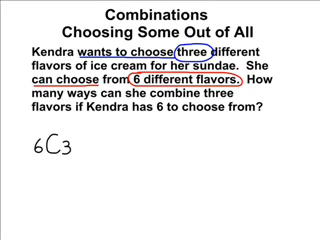 Combinations
Choosing Some Out of All
Kendra wants to choose three different
flavors of ice cream for her sundae. She
can choose from 6 different flavors. How
many ways can she combine three
flavors if Kendra has 6 to choose from?
6C3